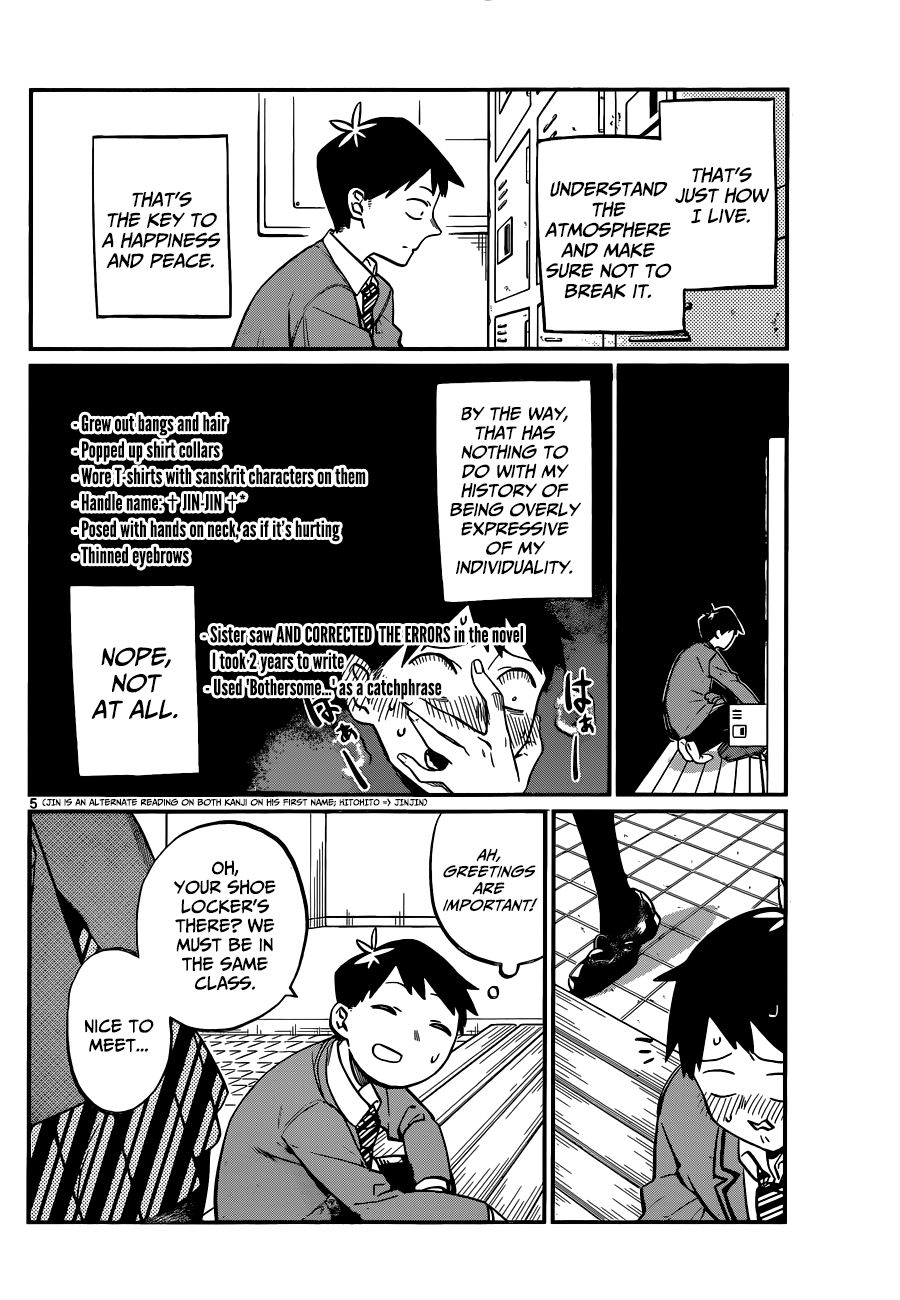 THAT'S
JUST HOW
I LIVE.
UNDERSTAND
THE
ATMOSPHERE
AND MAKE
SURE NOT TO
BREAK IT.
THAT'S
THE KEY TO
A HAPPINESS
AND PEACE.
BY THE WAY,
THAT HAS
NOTHING TO
DO WITH MY
HISTORY OF
BEING OVERLY
EXPRESSIVE
OF MY
INDIVIDUALITY.
- Grew out bangs and hair
- Popped up shirt collars
- Wore T-shirts with sanskrit characters on them
- Handle name: †JIN-JIN†*
- Posed with hands on neck, as if it's hurting
- Thinned eyebrows
- Sister saw AND CORRECTED THE ERRORS in the novel
I took 2 years to write
- Used 'Bothersome...' as a catchphrase
はぁー
はぁー
NOPE,
NOT
AT ALL.
5 (JIN IS AN ALTERNATE READING ON BOTH KANJI ON HIS FIRST NAME; HITOHITO => JINJIN)
AH,
GREETINGS
ARE
IMPORTANT!
OH,
YOUR SHOE
LOCKER'S
THERE? WE
MUST BE IN
THE SAME
CLASS.
NICE TO
MEET...